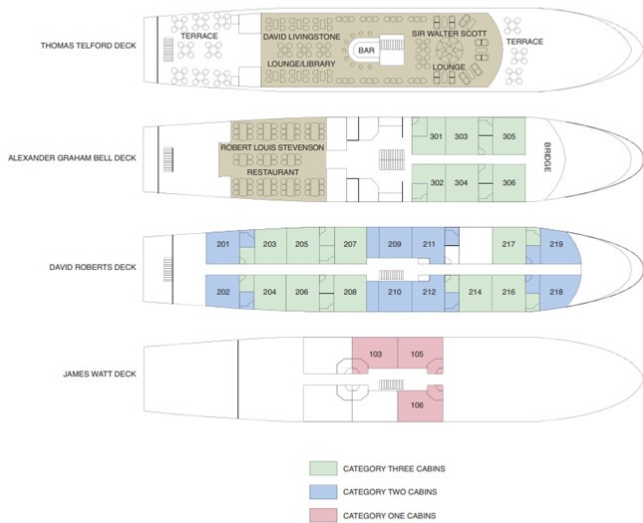 THOMAS TELFORD DECK
TERRACE
DAVID LIVINGSTONE
LOUNGE/LIBRARY
BAR
SIR WALTER SCOTT
LOUNGE
TERRACE
ALEXANDER GRAHAM BELL DECK
ROBERT LOUIS STEVENSON
RESTAURANT
301 303 305
302 304 306
BRIDGE
DAVID ROBERTS DECK
201 203 205 207 209 211 217 219
202 204 206 208 210 212 214 216 218
JAMES WATT DECK
103 105
106
CATEGORY THREE CABINS
CATEGORY TWO CABINS
CATEGORY ONE CABINS